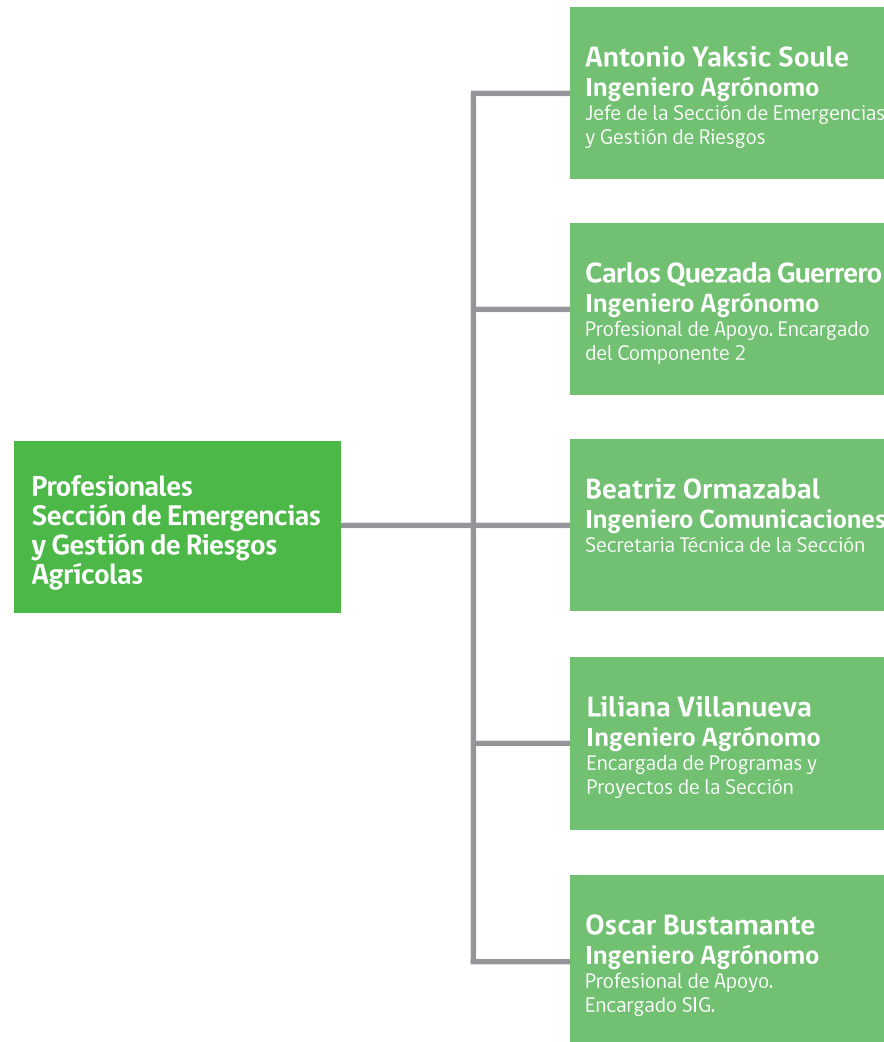 Antonio Yaksic Soule
Ingeniero Agrónomo
Jefe de la Sección de Emergencias
y Gestión de Riesgos
Carlos Quezada Guerrero
Ingeniero Agrónomo
Profesional de Apoyo. Encargado
del Componente 2
Profesionales
Sección de Emergencias
y Gestión de Riesgos
Agrícolas
Beatriz Ormazabal
Ingeniero Comunicaciones
Secretaria Técnica de la Sección
Liliana Villanueva
Ingeniero Agrónomo
Encargada de Programas y
Proyectos de la Sección
Oscar Bustamante
Ingeniero Agrónomo
Profesional de Apoyo.
Encargado SIG.